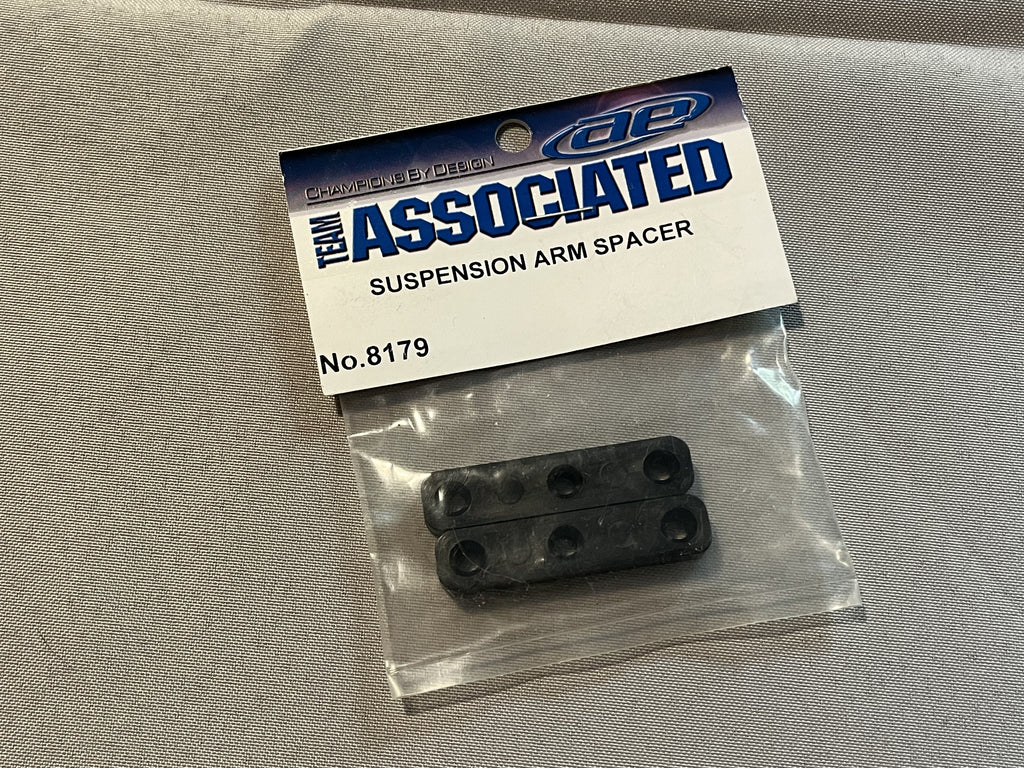 ae
CHAMPIONS BY DESIGN
TEAM ASSOCIATED
SUSPENSION ARM SPACER
No.8179